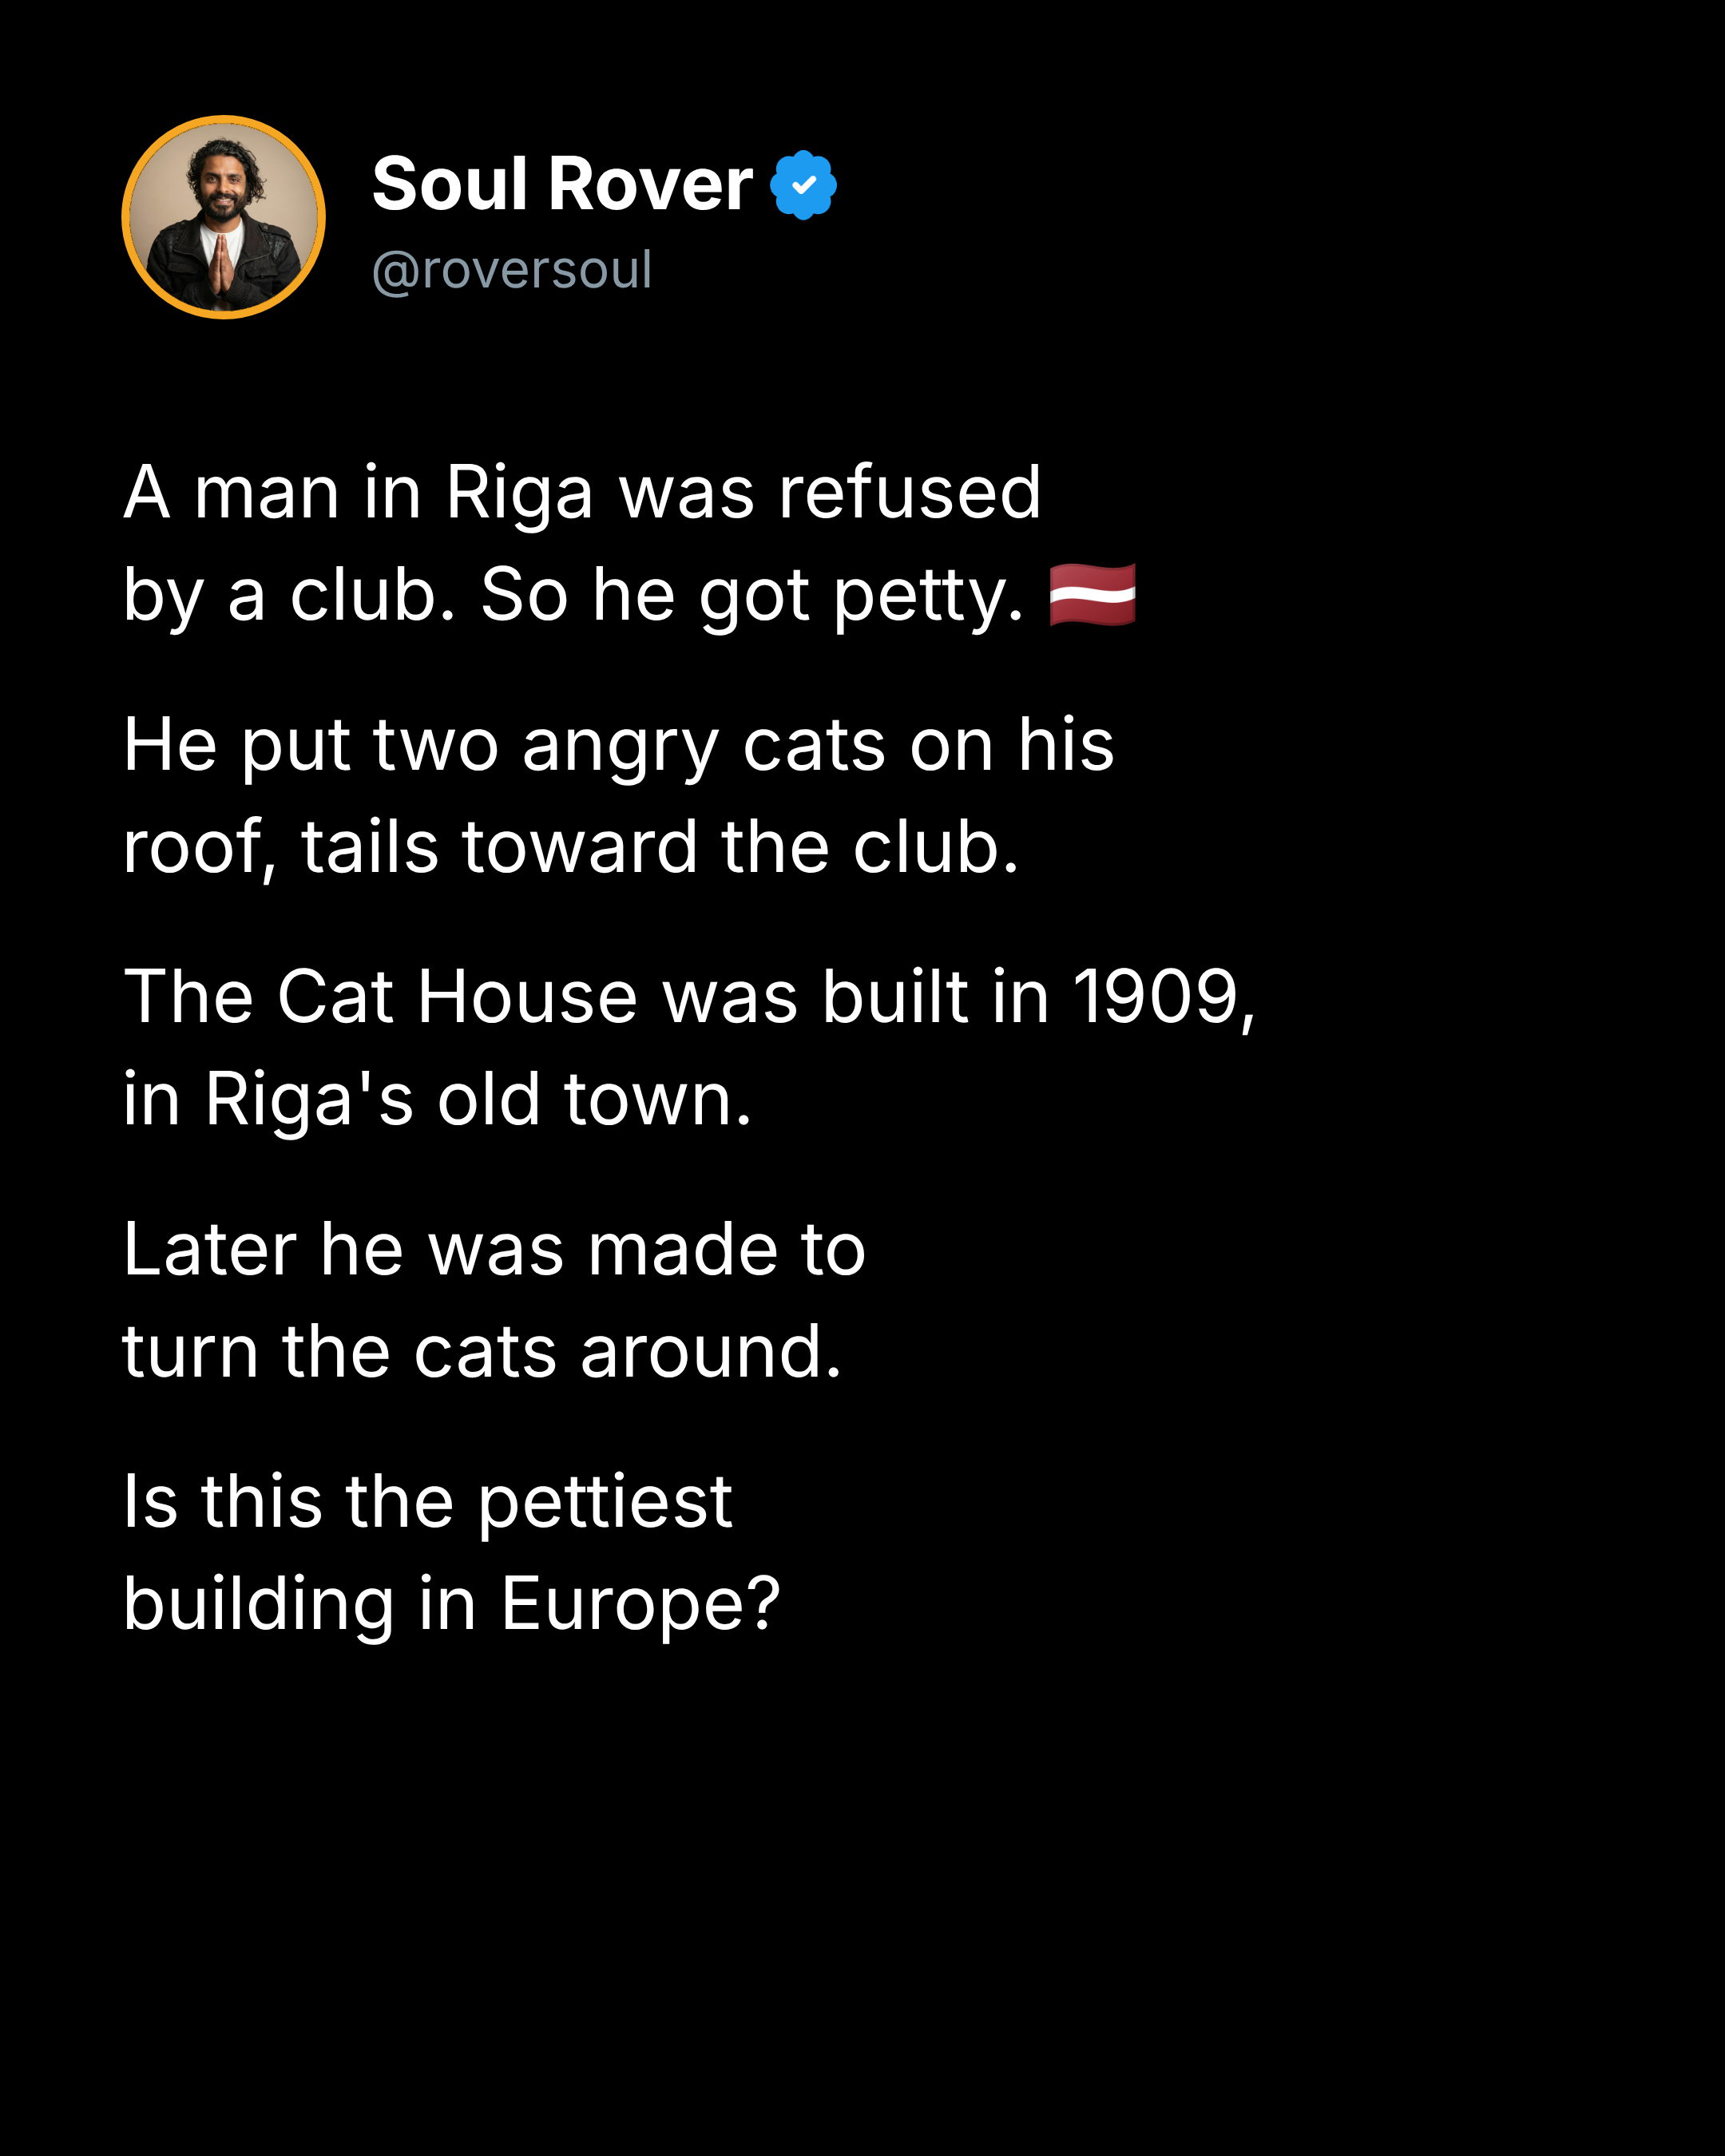 Soul Rover
@roversoul
A man in Riga was refused
by a club. So he got petty. 🇱🇻
He put two angry cats on his
roof, tails toward the club.
The Cat House was built in 1909,
in Riga's old town.
Later he was made to
turn the cats around.
Is this the pettiest
building in Europe?